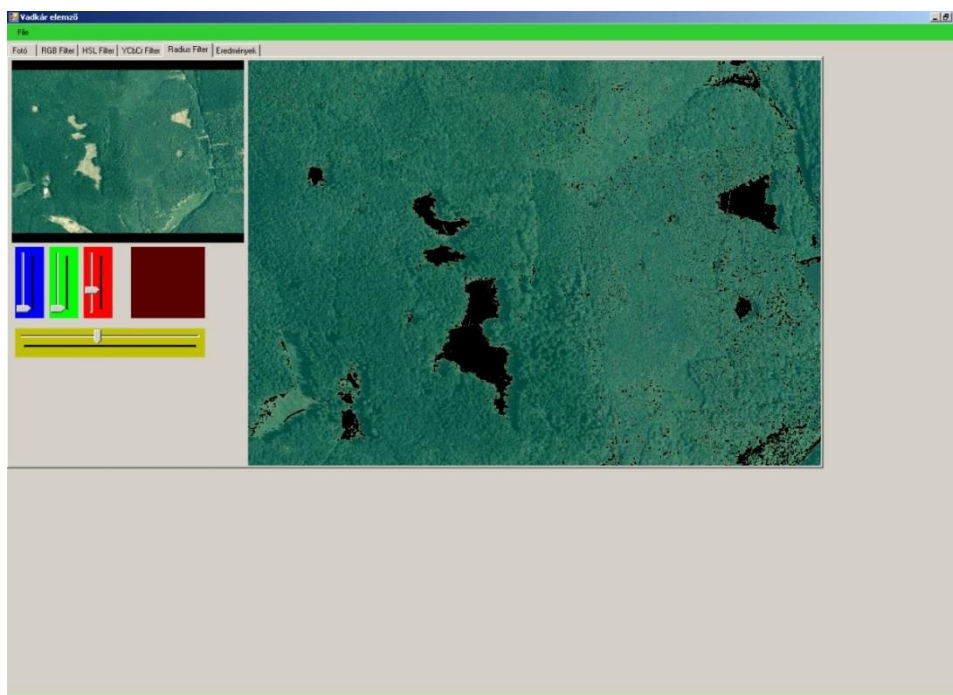 Vadkár elemző
File
Fotó RGB Filter HSL Filter YCbCr Filter Radius Filter Eredmények